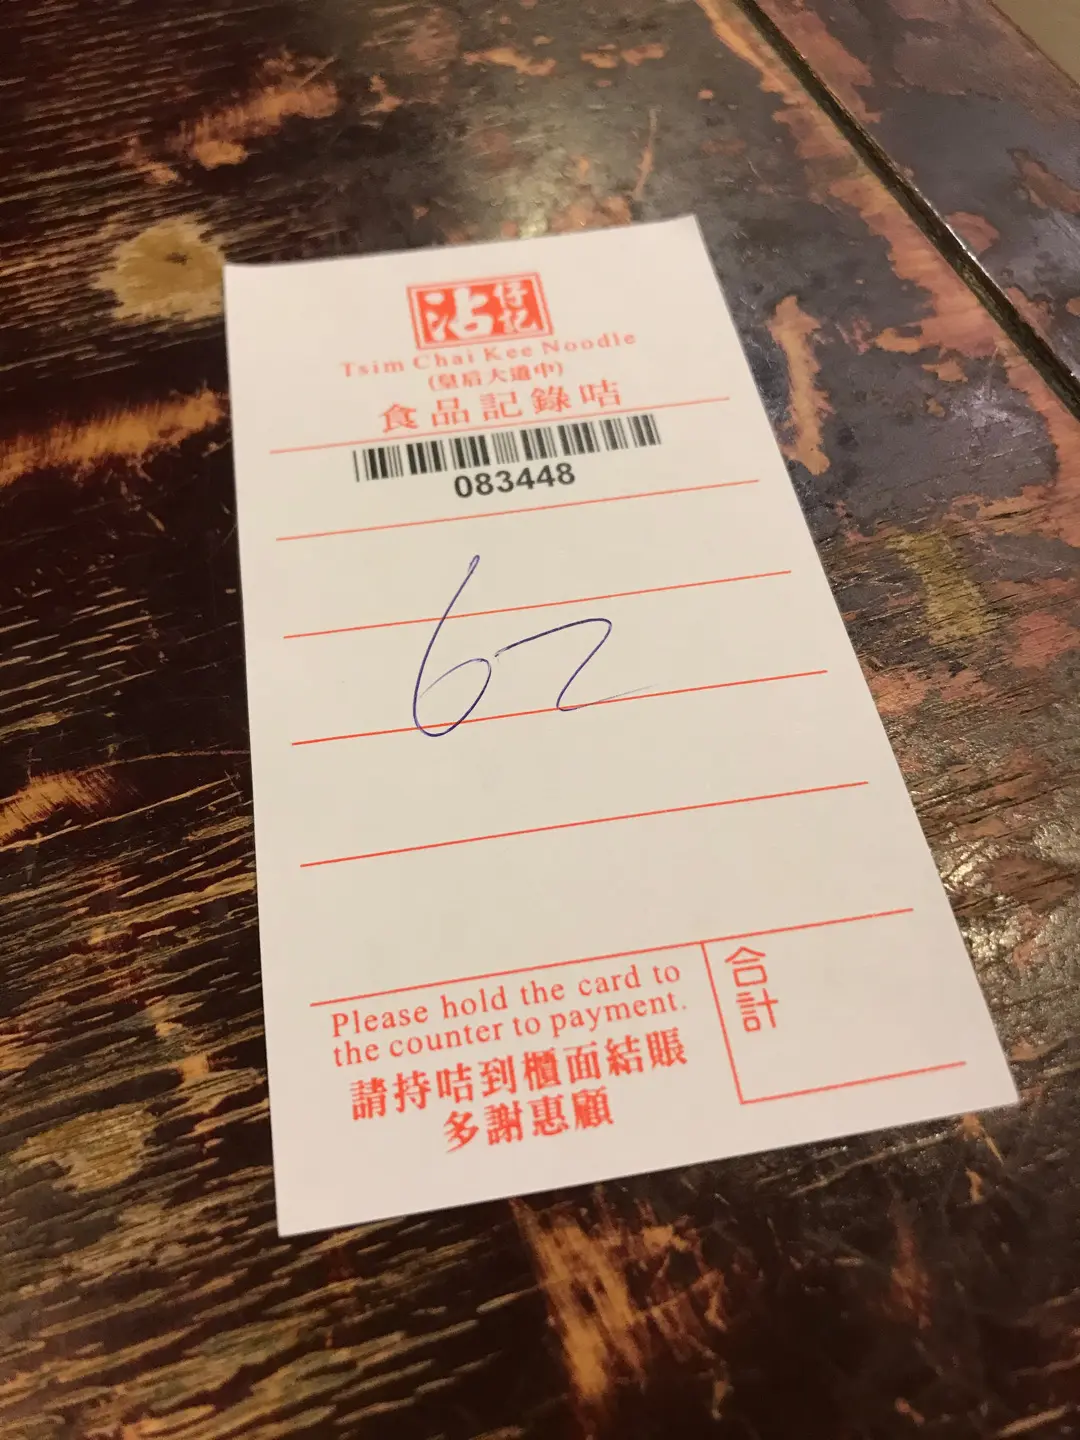 沾仔記
Tsim Chai Kee Noodle
(皇后大道中)
食品記錄咭
083448
62
Please hold the card to
the counter to payment.
請持咭到櫃面結賬
多謝惠顧
合計